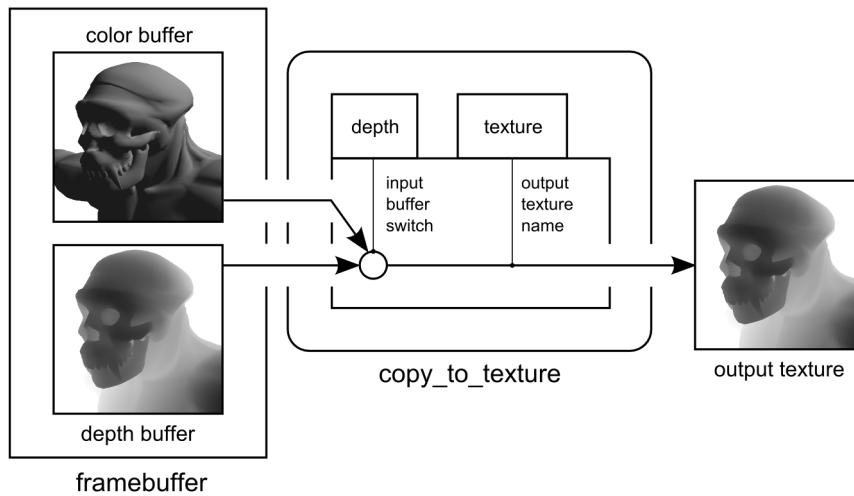 color buffer
depth
texture
input
buffer
switch
output
texture
name
copy_to_texture
output texture
depth buffer
framebuffer